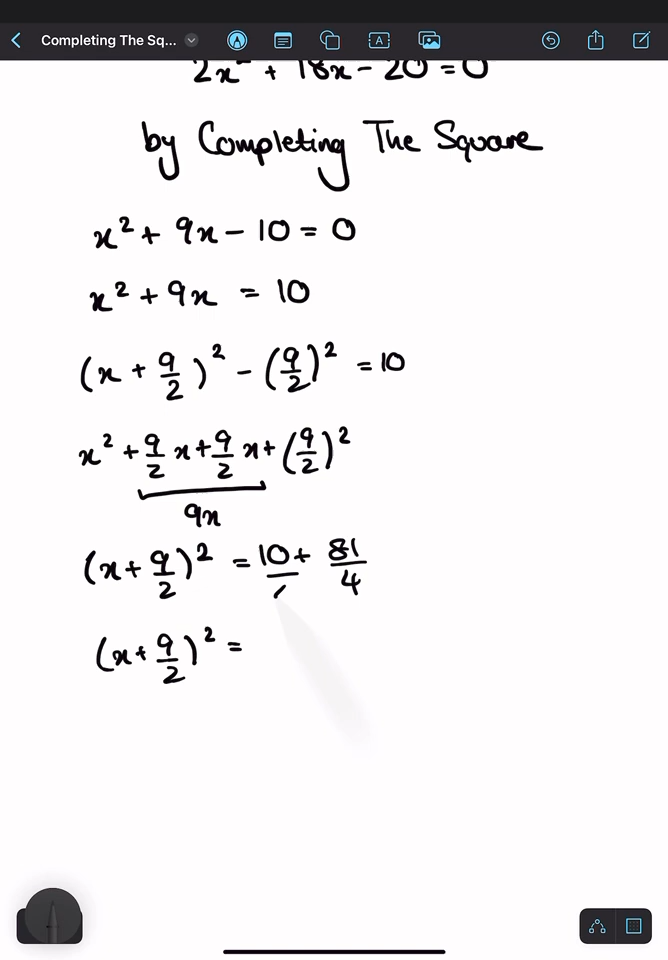 Completing The Sq...
2x² + 18x - 20 = 0
by Completing The Square
x² + 9x - 10 = 0
x² + 9x = 10
(x + 9/2)² - (9/2)² = 10
x² + 9/2 x + 9/2 x + (9/2)²
9x
(x + 9/2)² = 10 + 81/4
(x + 9/2)² =